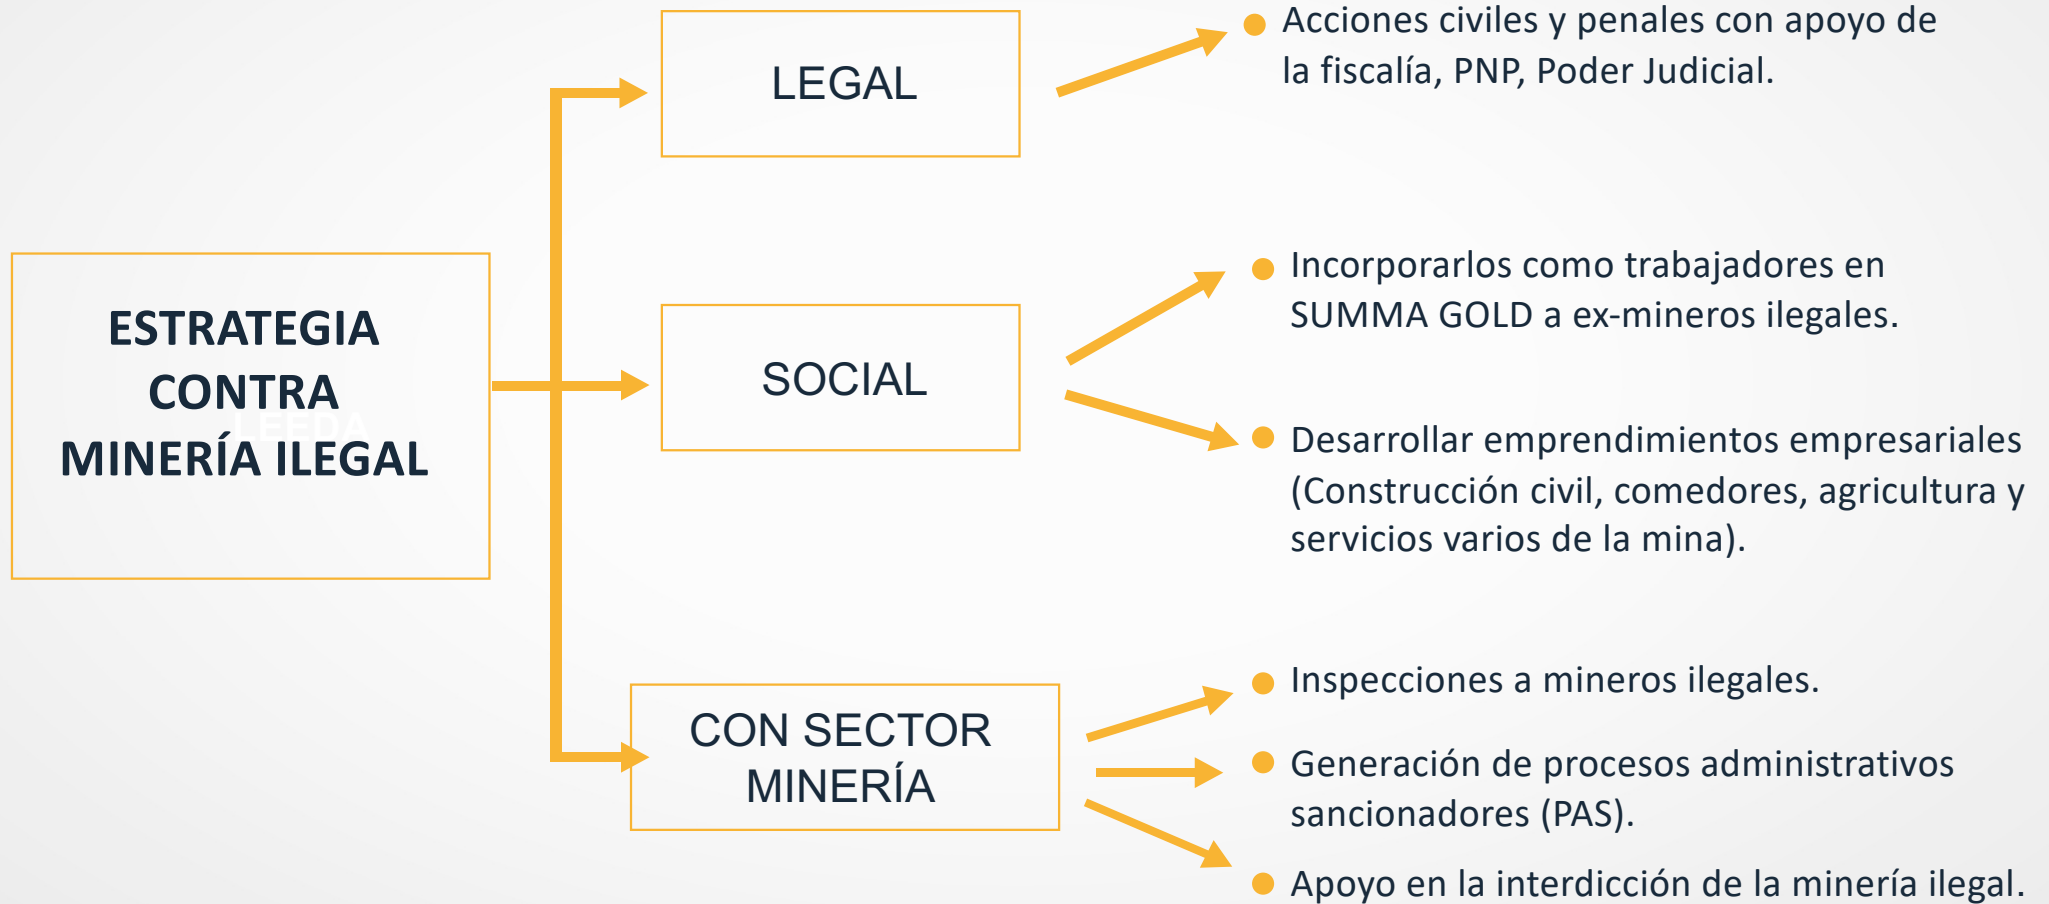 ESTRATEGIA
CONTRA
LEEDA
MINERÍA ILEGAL
LEGAL
Acciones civiles y penales con apoyo de
la fiscalía, PNP, Poder Judicial.
SOCIAL
Incorporarlos como trabajadores en
SUMMA GOLD a ex-mineros ilegales.
Desarrollar emprendimientos empresariales
(Construcción civil, comedores, agricultura y
servicios varios de la mina).
CON SECTOR
MINERÍA
Inspecciones a mineros ilegales.
Generación de procesos administrativos
sancionadores (PAS).
Apoyo en la interdicción de la minería ilegal.